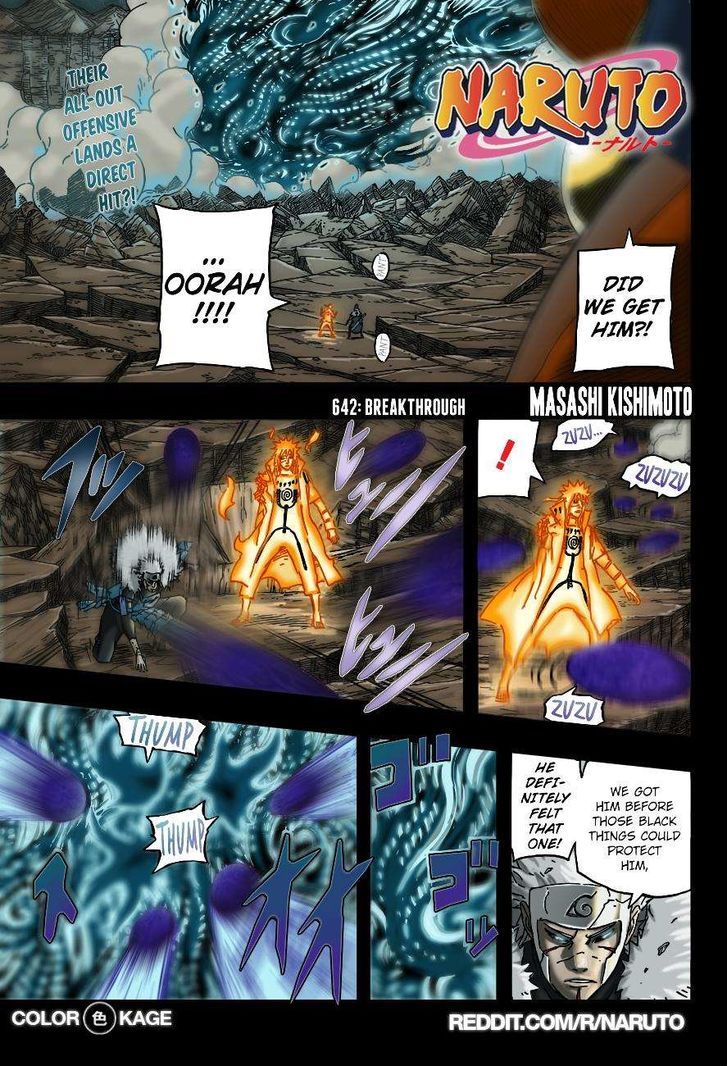 THEIR
ALL-OUT
OFFENSIVE
LANDS A
DIRECT
HIT?!
NARUTO
-ナルト-
DID
WE GET
HIM?!
...
OORAH
!!!!
PANT
PANT
642: BREAKTHROUGH
MASASHI KISHIMOTO
ZUZU...
!
ZUZUZU
ZUZU
WE GOT
HIM BEFORE
THOSE BLACK
THINGS COULD
PROTECT
HIM,
HE
DEFI-
NITELY
FELT
THAT
ONE!
THUMP
THUMP
COLOR 色 KAGE
REDDIT.COM/R/NARUTO